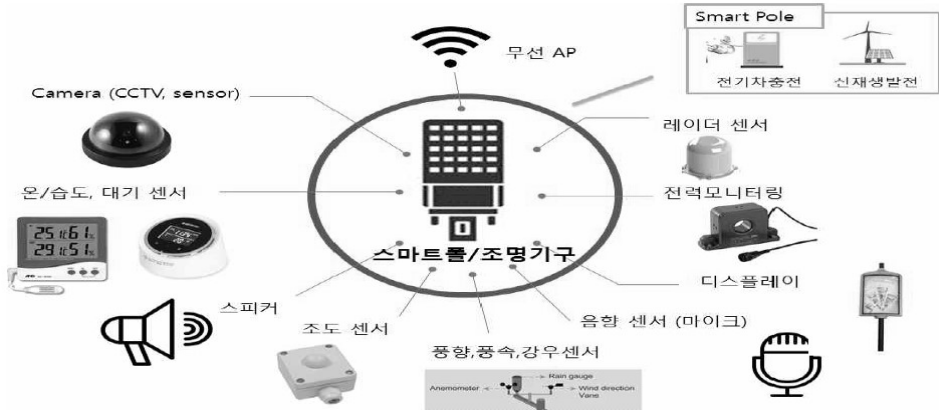 Smart Pole
무선 AP
전기차충전
신재생발전
Camera (CCTV, sensor)
레이더 센서
온/습도, 대기 센서
전력모니터링
스마트폴/조명기구
디스플레이
스피커
조도 센서
음향 센서 (마이크)
풍향,풍속,강우센서
Rain gauge
Anemometer
Wind direction
Vane